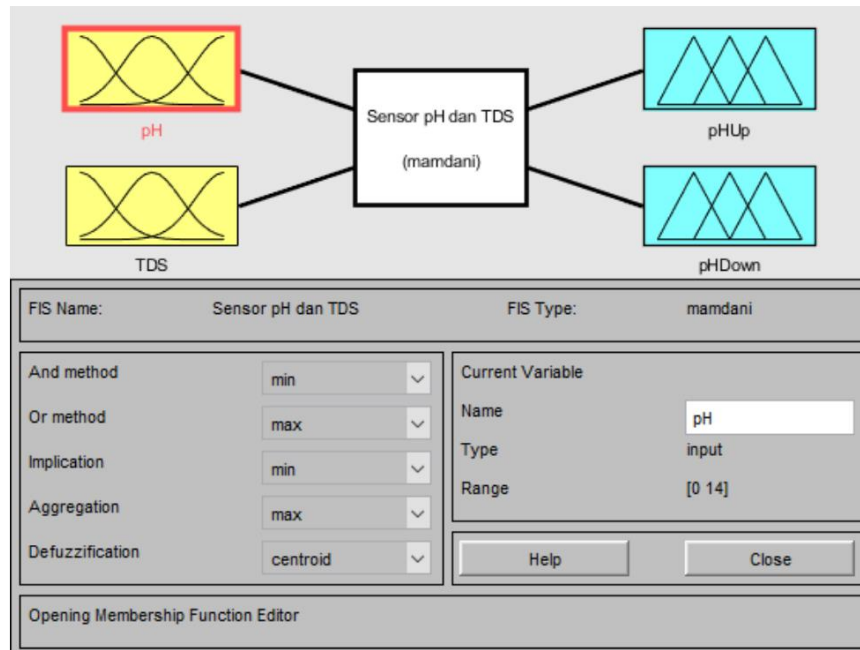 pH
TDS
Sensor pH dan TDS
(mamdani)
pHUp
pHDown
FIS Name: Sensor pH dan TDS FIS Type: mamdani
And method min
Or method max
Implication min
Aggregation max
Defuzzification centroid
Current Variable
Name pH
Type input
Range [0 14]
Help Close
Opening Membership Function Editor